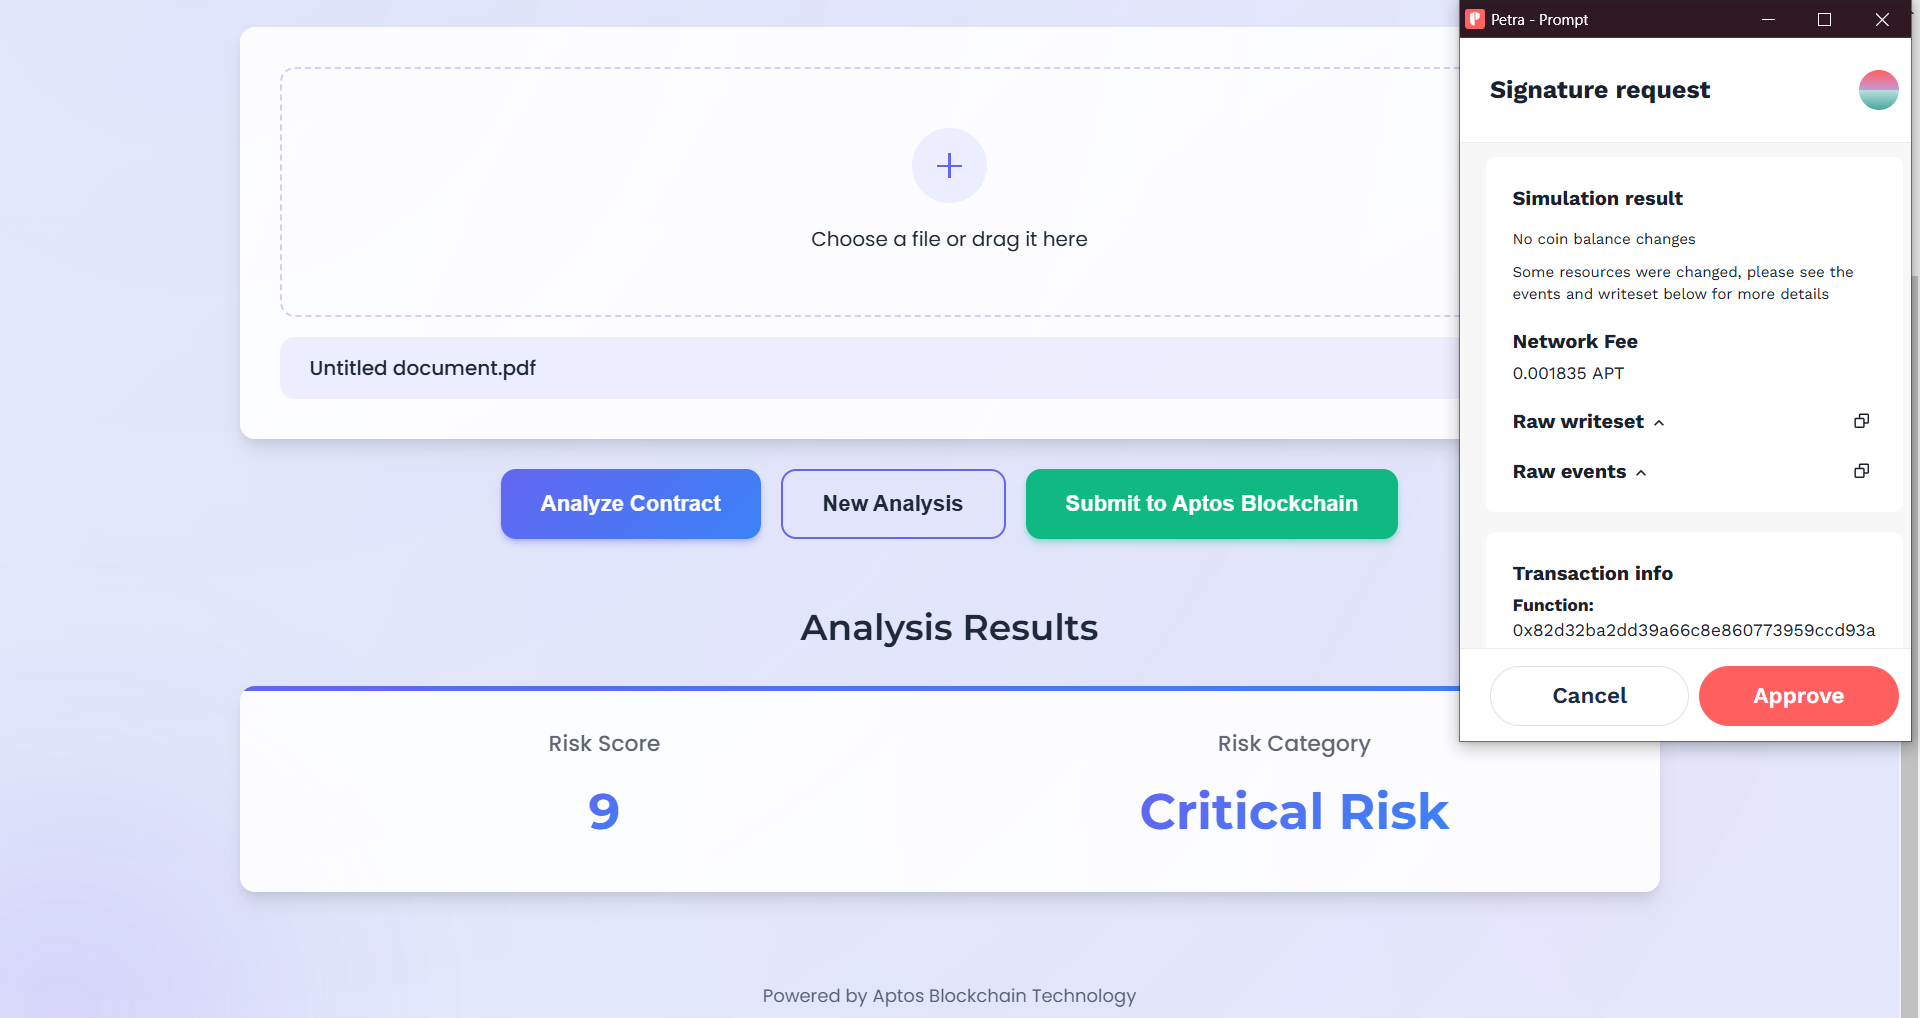 Choose a file or drag it here
Untitled document.pdf
Analyze Contract
New Analysis
Submit to Aptos Blockchain
Analysis Results
Risk Score
9
Risk Category
Critical Risk
Powered by Aptos Blockchain Technology
Petra - Prompt
Signature request
Simulation result
No coin balance changes
Some resources were changed, please see the
events and writeset below for more details
Network Fee
0.001835 APT
Raw writeset
Raw events
Transaction info
Function:
0x82d32ba2dd39a66c8e860773959ccd93a
Cancel
Approve